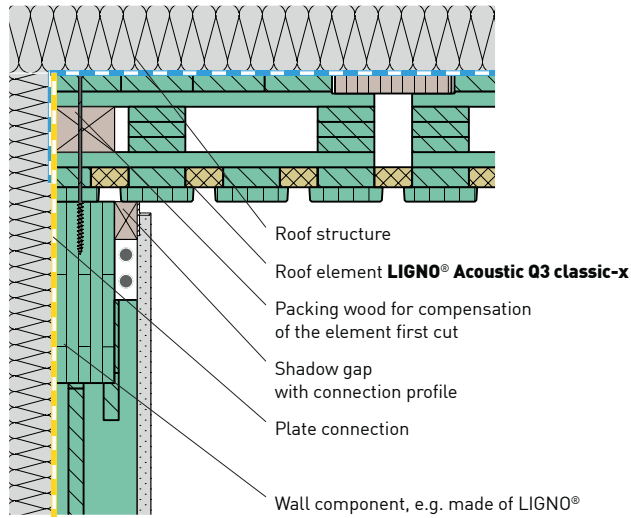 Roof structure
Roof element LIGNO® Acoustic Q3 classic-x
Packing wood for compensation
of the element first cut
Shadow gap
with connection profile
Plate connection
Wall component, e.g. made of LIGNO®